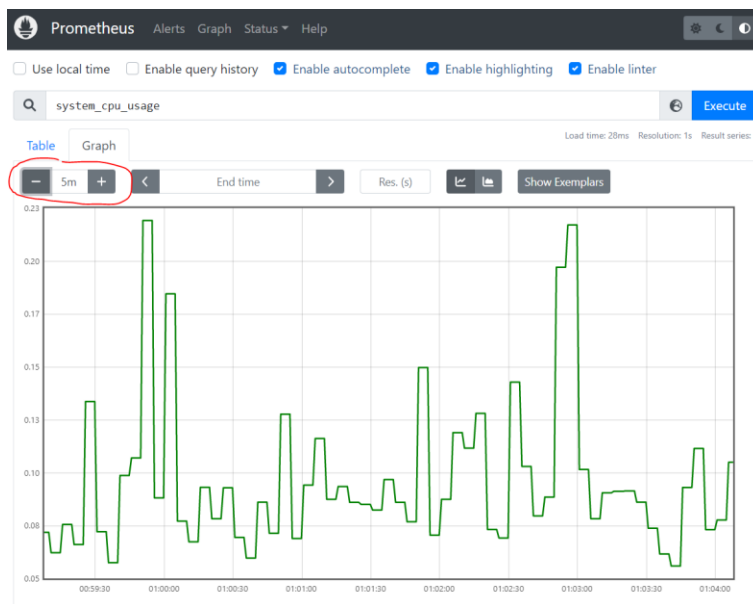 Prometheus Alerts Graph Status Help
Use local time Enable query history Enable autocomplete Enable highlighting Enable linter
system_cpu_usage Execute
Load time: 28ms Resolution: 1s Result series:
Table Graph
− 5m + < End time > Res. (s) Show Exemplars
0.23
0.20
0.17
0.15
0.13
0.10
0.08
0.05
00:59:30 01:00:00 01:00:30 01:01:00 01:01:30 01:02:00 01:02:30 01:03:00 01:03:30 01:04:00